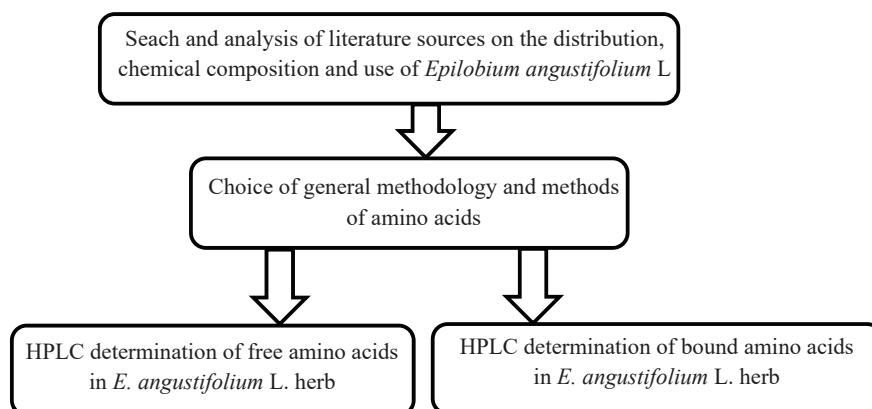 Seach and analysis of literature sources on the distribution,
chemical composition and use of Epilobium angustifolium L
Choice of general methodology and methods
of amino acids
HPLC determination of free amino acids
in E. angustifolium L. herb
HPLC determination of bound amino acids
in E. angustifolium L. herb